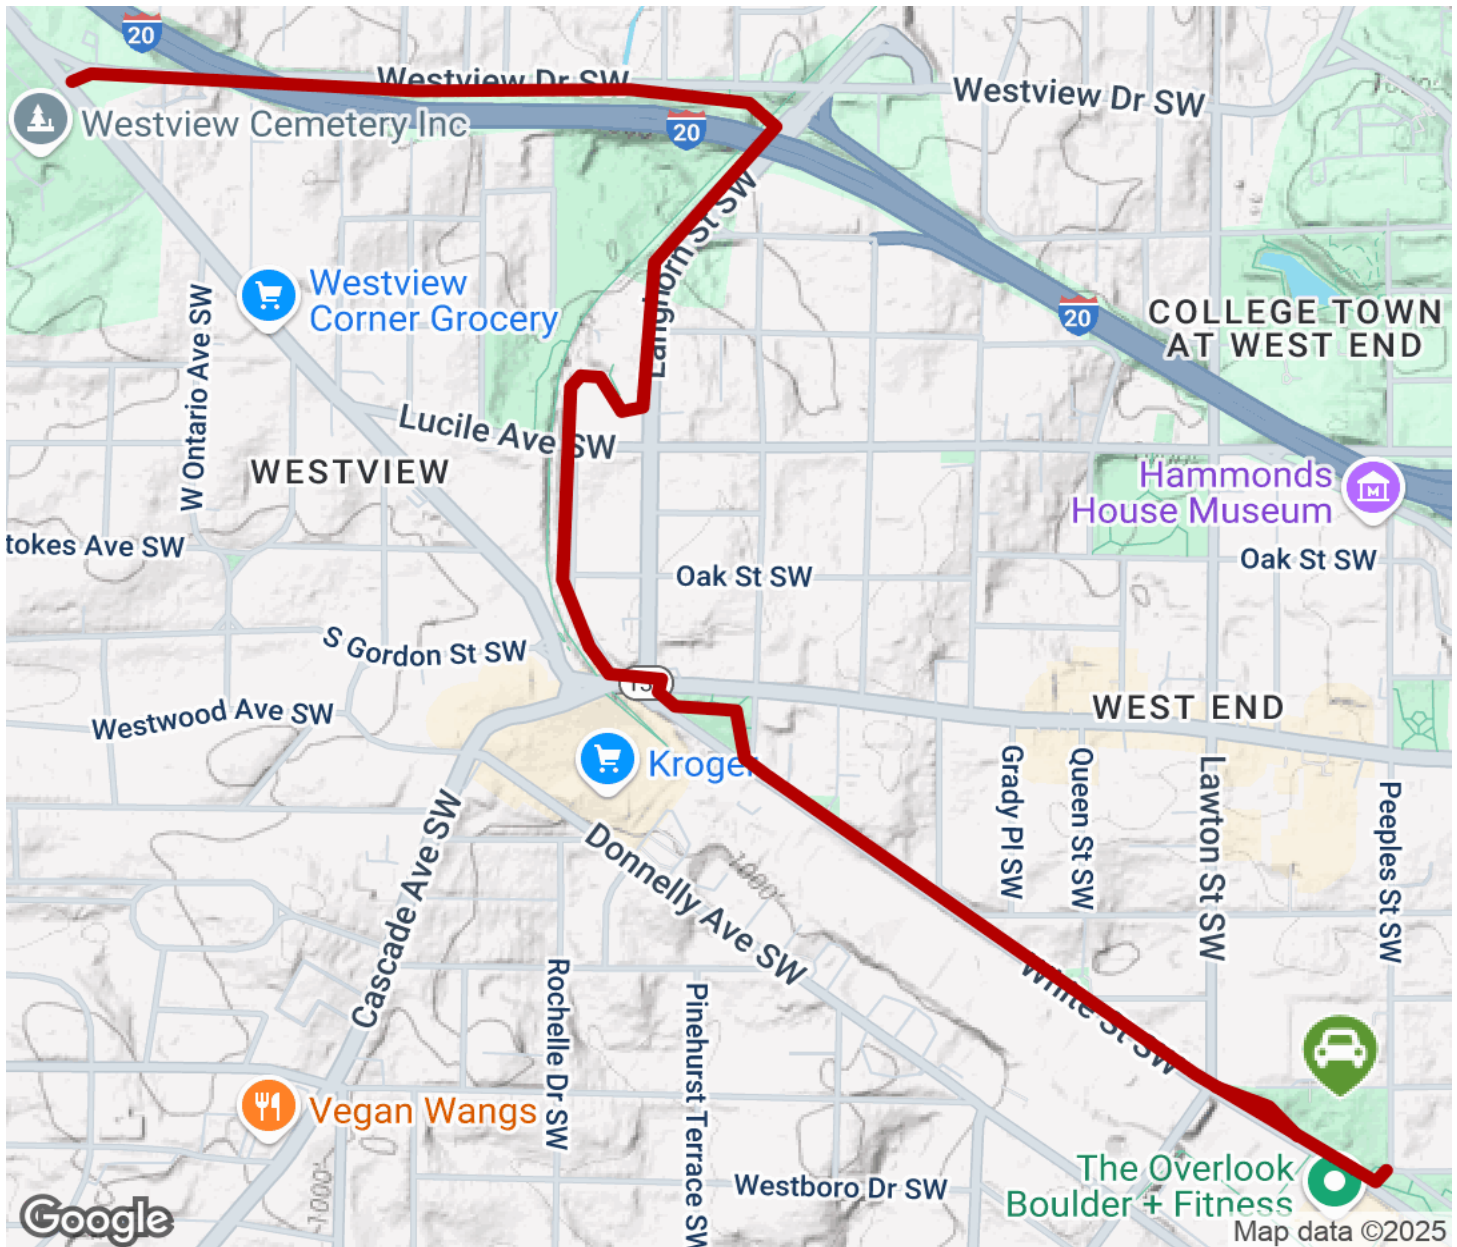 20
Westview Dr SW
Westview Dr SW
Westview Cemetery Inc
20
Langhorn St SW
Westview
Corner Grocery
W Ontario Ave SW
20
COLLEGE TOWN
AT WEST END
Lucile Ave SW
WESTVIEW
Hammonds
House Museum
tokes Ave SW
Oak St SW
Oak St SW
S Gordon St SW
Westwood Ave SW
WEST END
Kroger
Grady Pl SW
Queen St SW
Lawton St SW
Peeples St SW
Cascade Ave SW
Donnelly Ave SW
1000'
White St SW
Rochelle Dr SW
Pinehurst Terrace SW
Vegan Wangs
1000'
Westboro Dr SW
The Overlook
Boulder + Fitness
Google
Map data ©2025